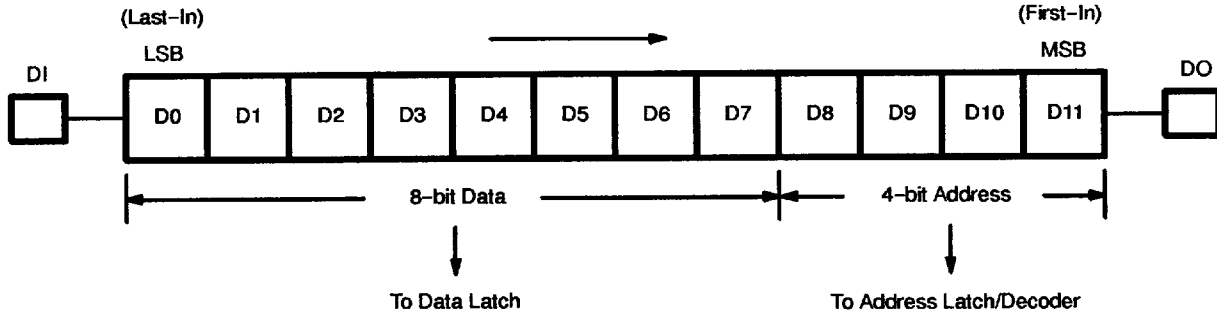 (Last-In) (First-In)
LSB MSB
DI DO
D0 D1 D2 D3 D4 D5 D6 D7 D8 D9 D10 D11
8-bit Data 4-bit Address
To Data Latch To Address Latch/Decoder